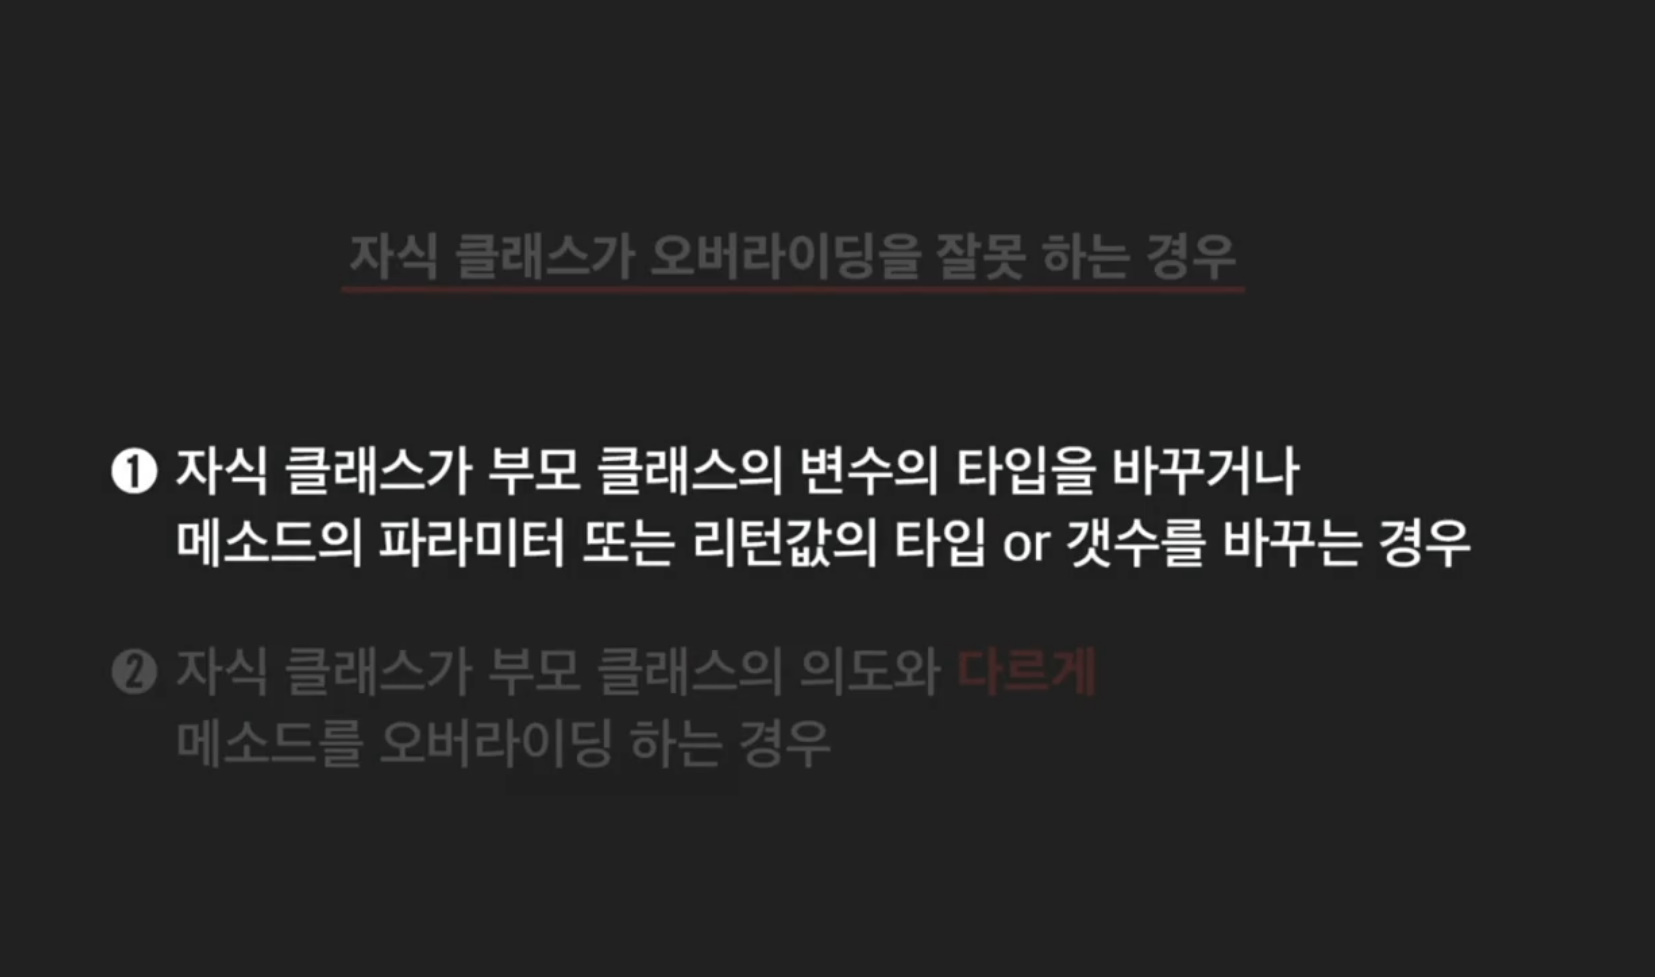 자식 클래스가 오버라이딩을 잘못 하는 경우
❶ 자식 클래스가 부모 클래스의 변수의 타입을 바꾸거나
메소드의 파라미터 또는 리턴값의 타입 or 갯수를 바꾸는 경우
❷ 자식 클래스가 부모 클래스의 의도와 다르게
메소드를 오버라이딩 하는 경우